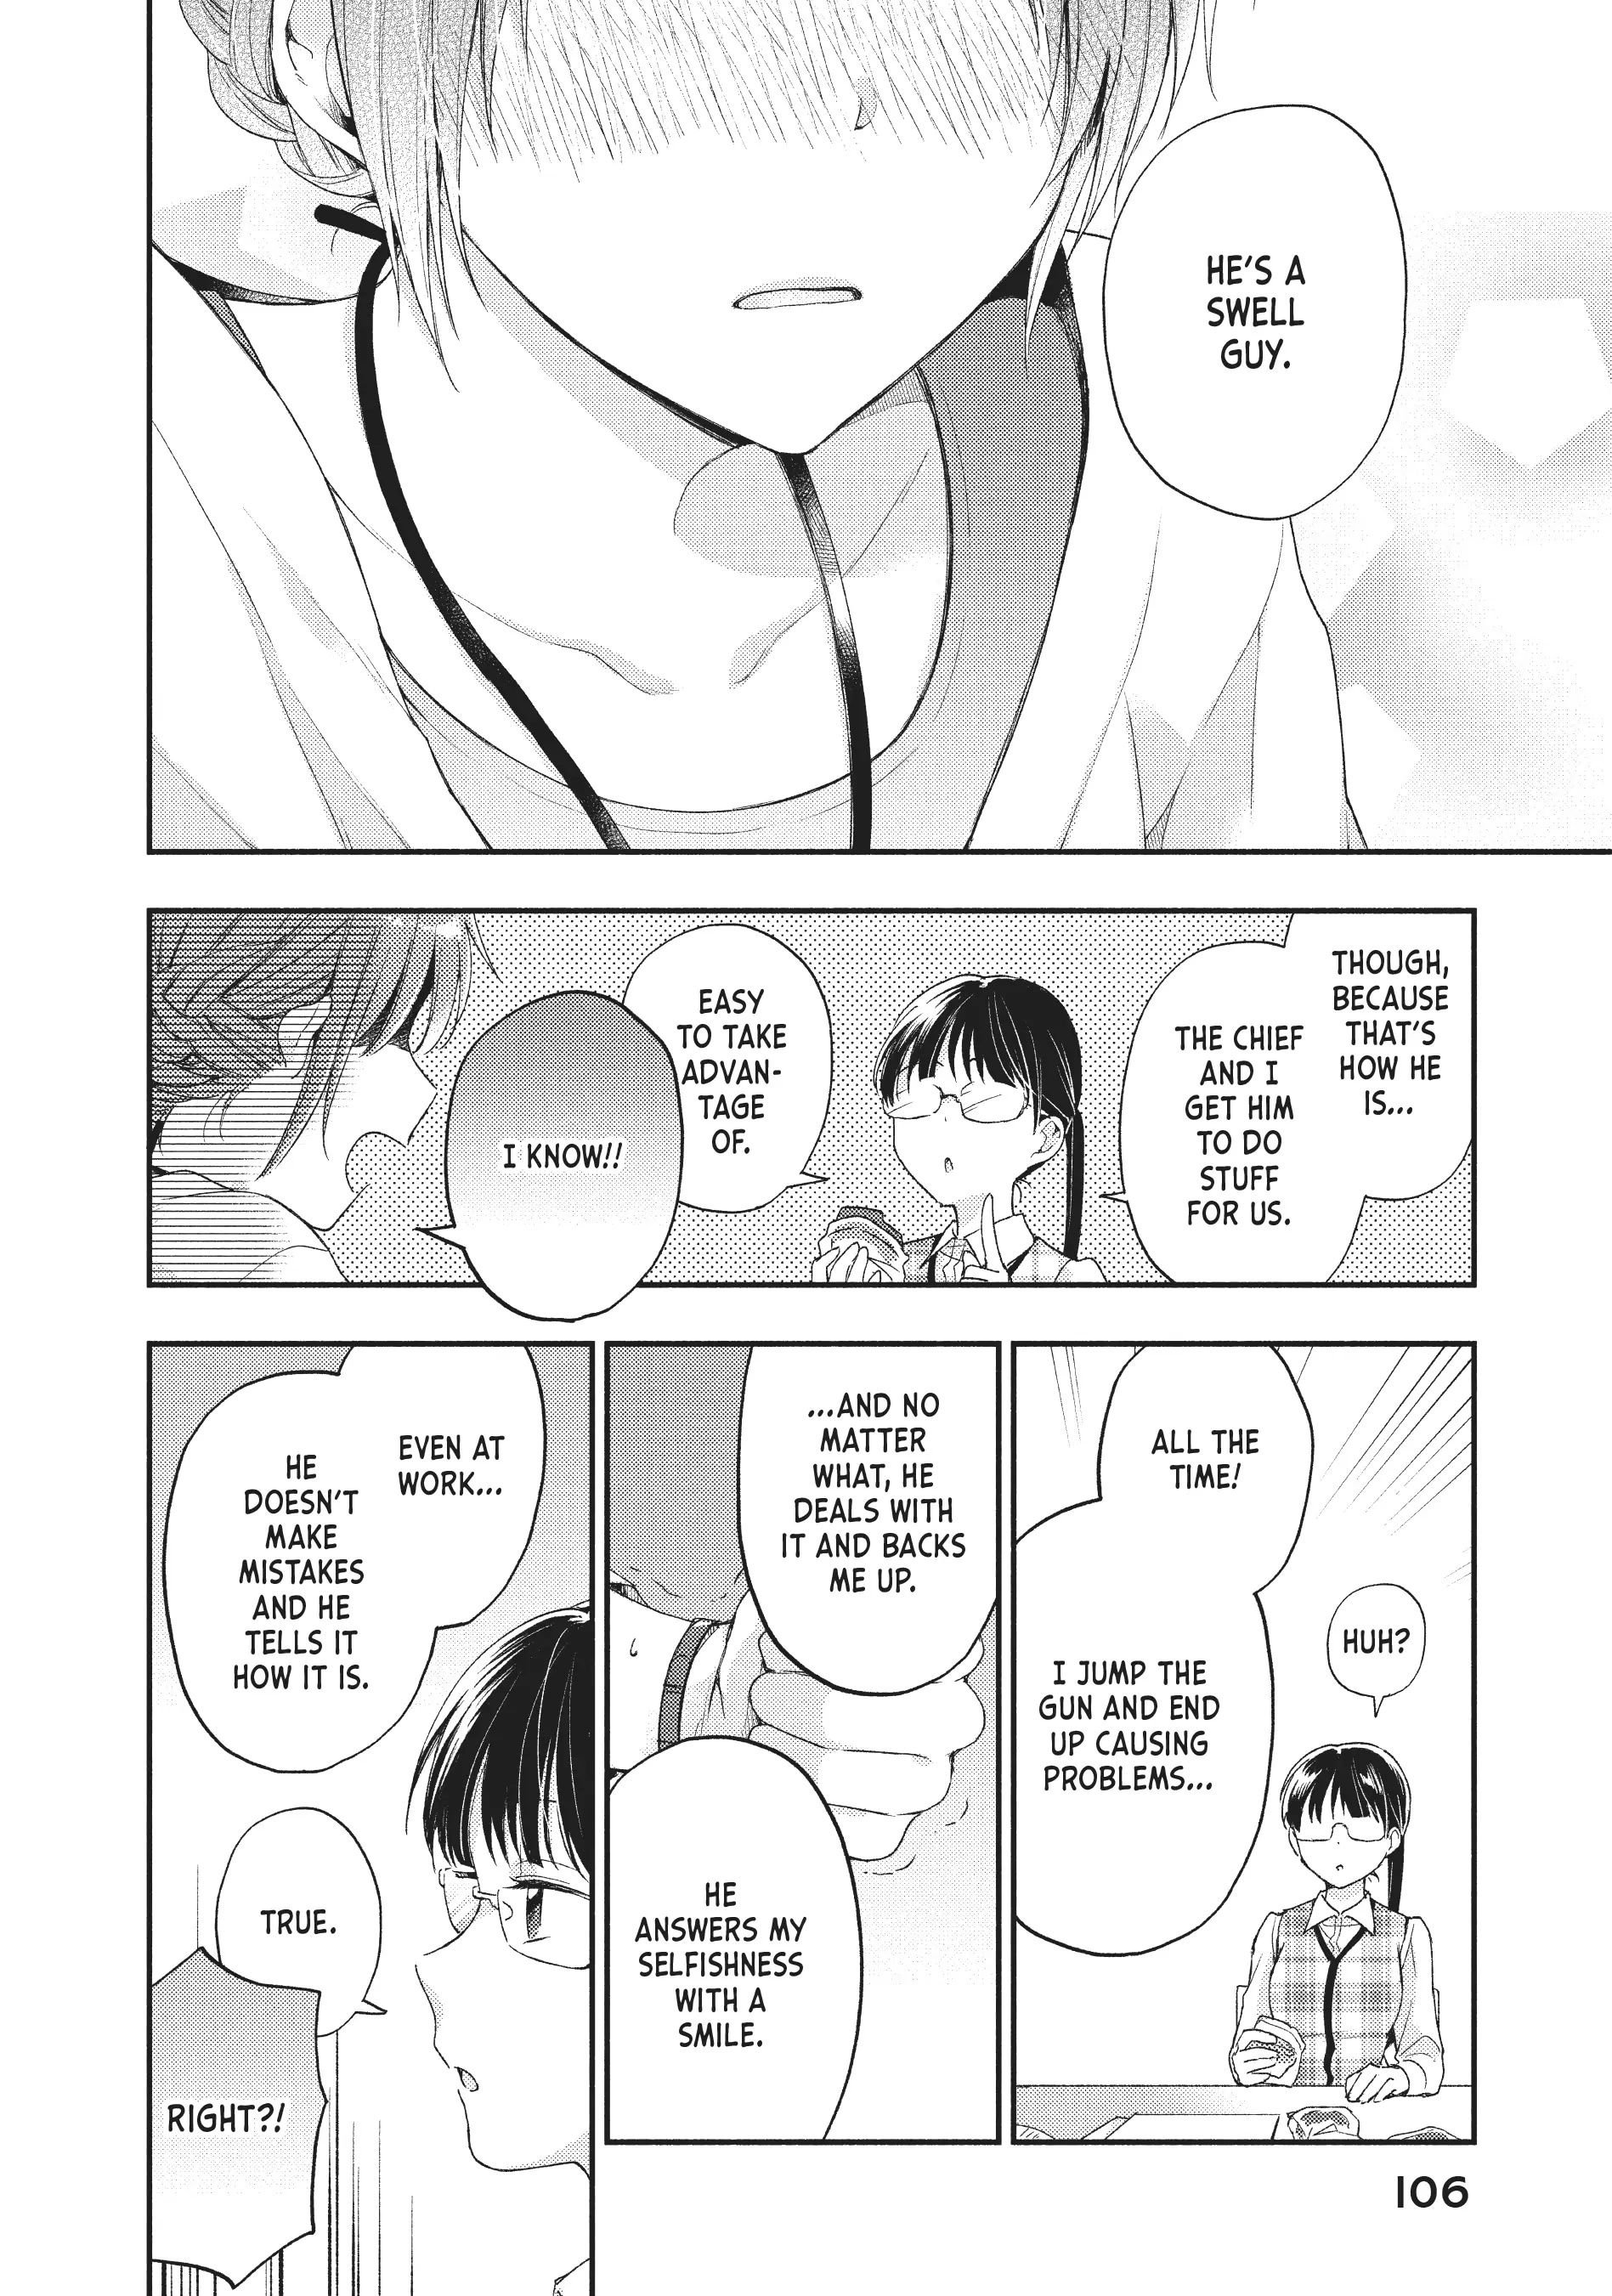 HE'S A
SWELL
GUY.
THOUGH,
BECAUSE
THAT'S
HOW HE
IS...
THE CHIEF
AND I
GET HIM
TO DO
STUFF
FOR US.
EASY
TO TAKE
ADVAN-
TAGE
OF.
I KNOW!!
ALL THE
TIME!
I JUMP THE
GUN AND END
UP CAUSING
PROBLEMS...
HUH?
...AND NO
MATTER
WHAT, HE
DEALS WITH
IT AND BACKS
ME UP.
HE
ANSWERS MY
SELFISHNESS
WITH A
SMILE.
EVEN AT
WORK...
HE
DOESN'T
MAKE
MISTAKES
AND HE
TELLS IT
HOW IT IS.
TRUE.
RIGHT?!
106